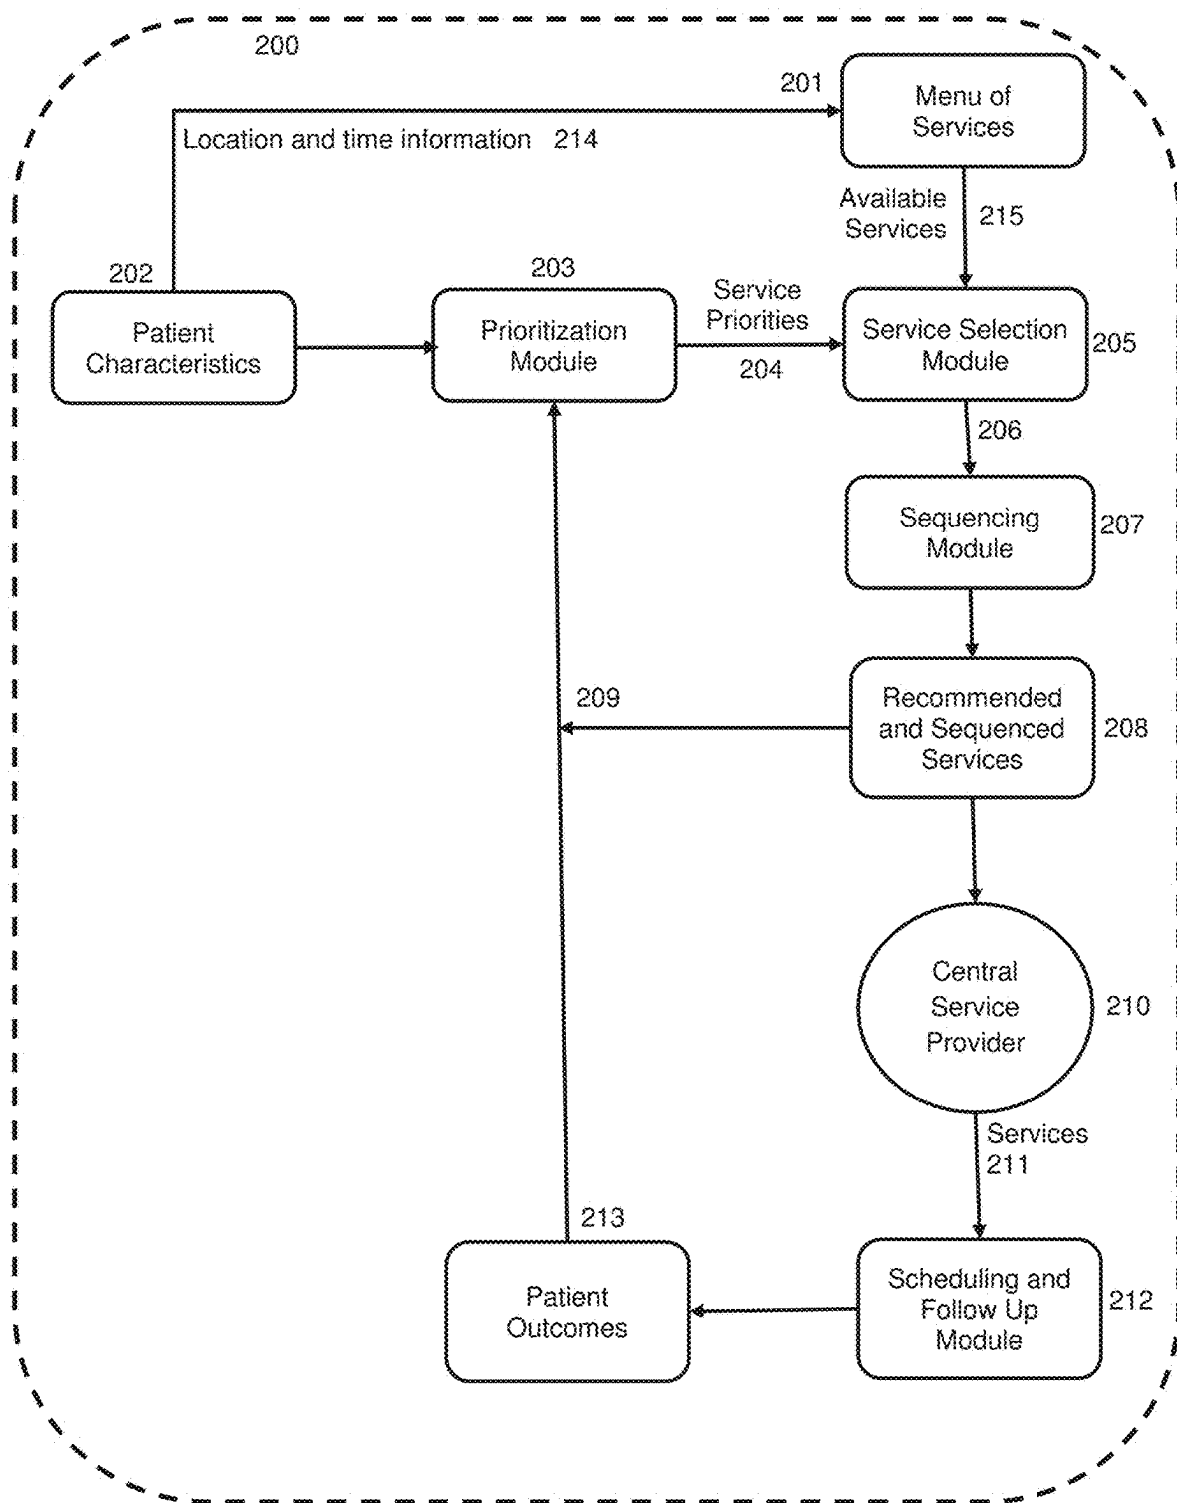 200
201
Menu of
Services
Location and time information 214
Available
Services
215
202
203
Service
Priorities
204
Patient
Characteristics
Prioritization
Module
Service Selection
Module
205
206
Sequencing
Module
207
209
Recommended
and Sequenced
Services
208
Central
Service
Provider
210
Services
211
213
Patient
Outcomes
Scheduling and
Follow Up
Module
212